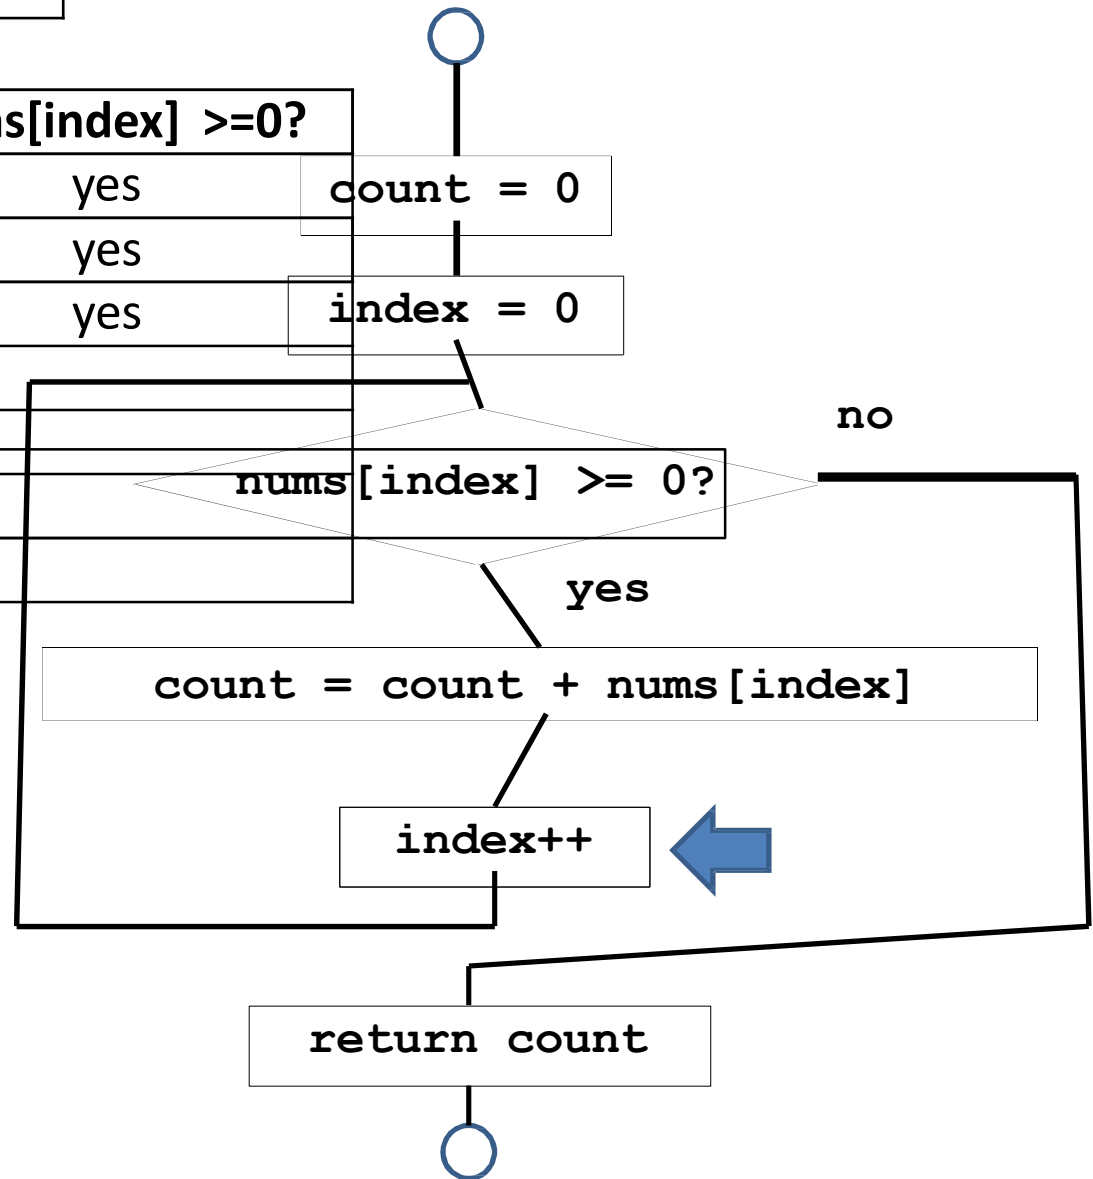 s[index] >=0?
yes
yes
yes
count = 0
index = 0
no
nums[index] >= 0?
yes
count = count + nums[index]
index++
return count